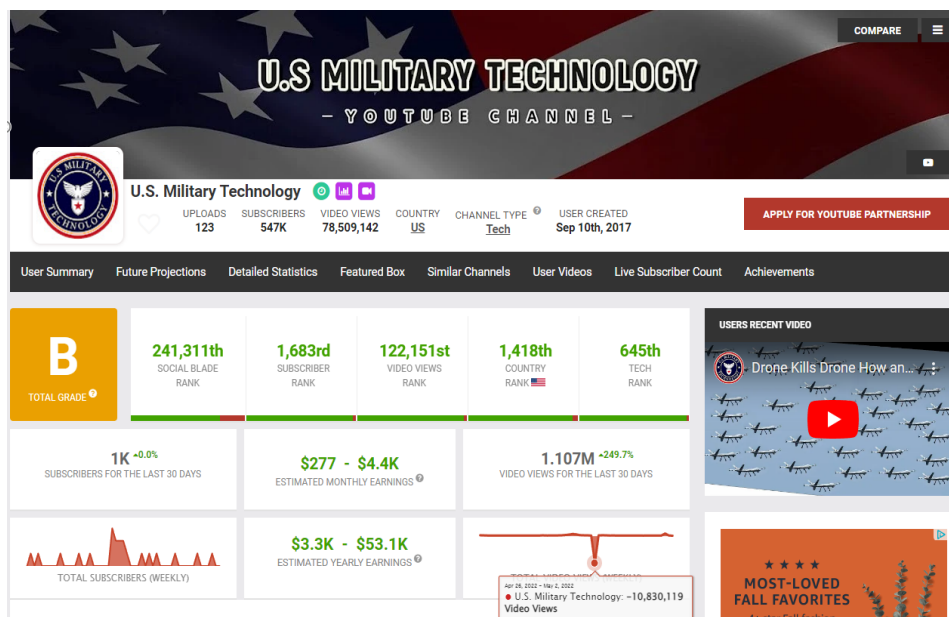 COMPARE
U.S MILITARY TECHNOLOGY
– YOUTUBE CHANNEL –
U.S MILITARY
TECHNOLOGY
U.S. Military Technology
UPLOADS
123
SUBSCRIBERS
547K
VIDEO VIEWS
78,509,142
COUNTRY
US
CHANNEL TYPE ?
Tech
USER CREATED
Sep 10th, 2017
APPLY FOR YOUTUBE PARTNERSHIP
User Summary Future Projections Detailed Statistics Featured Box Similar Channels User Videos Live Subscriber Count Achievements
B
TOTAL GRADE ?
241,311th
SOCIAL BLADE
RANK
1,683rd
SUBSCRIBER
RANK
122,151st
VIDEO VIEWS
RANK
1,418th
COUNTRY
RANK
645th
TECH
RANK
USERS RECENT VIDEO
Drone Kills Drone How an...
1K +0.0%
SUBSCRIBERS FOR THE LAST 30 DAYS
$277 - $4.4K
ESTIMATED MONTHLY EARNINGS ?
1.107M +249.7%
VIDEO VIEWS FOR THE LAST 30 DAYS
TOTAL SUBSCRIBERS (WEEKLY)
$3.3K - $53.1K
ESTIMATED YEARLY EARNINGS ?
Apr 26, 2022 – May 2, 2022
U.S. Military Technology: -10,830,119
Video Views
MOST-LOVED
FALL FAVORITES